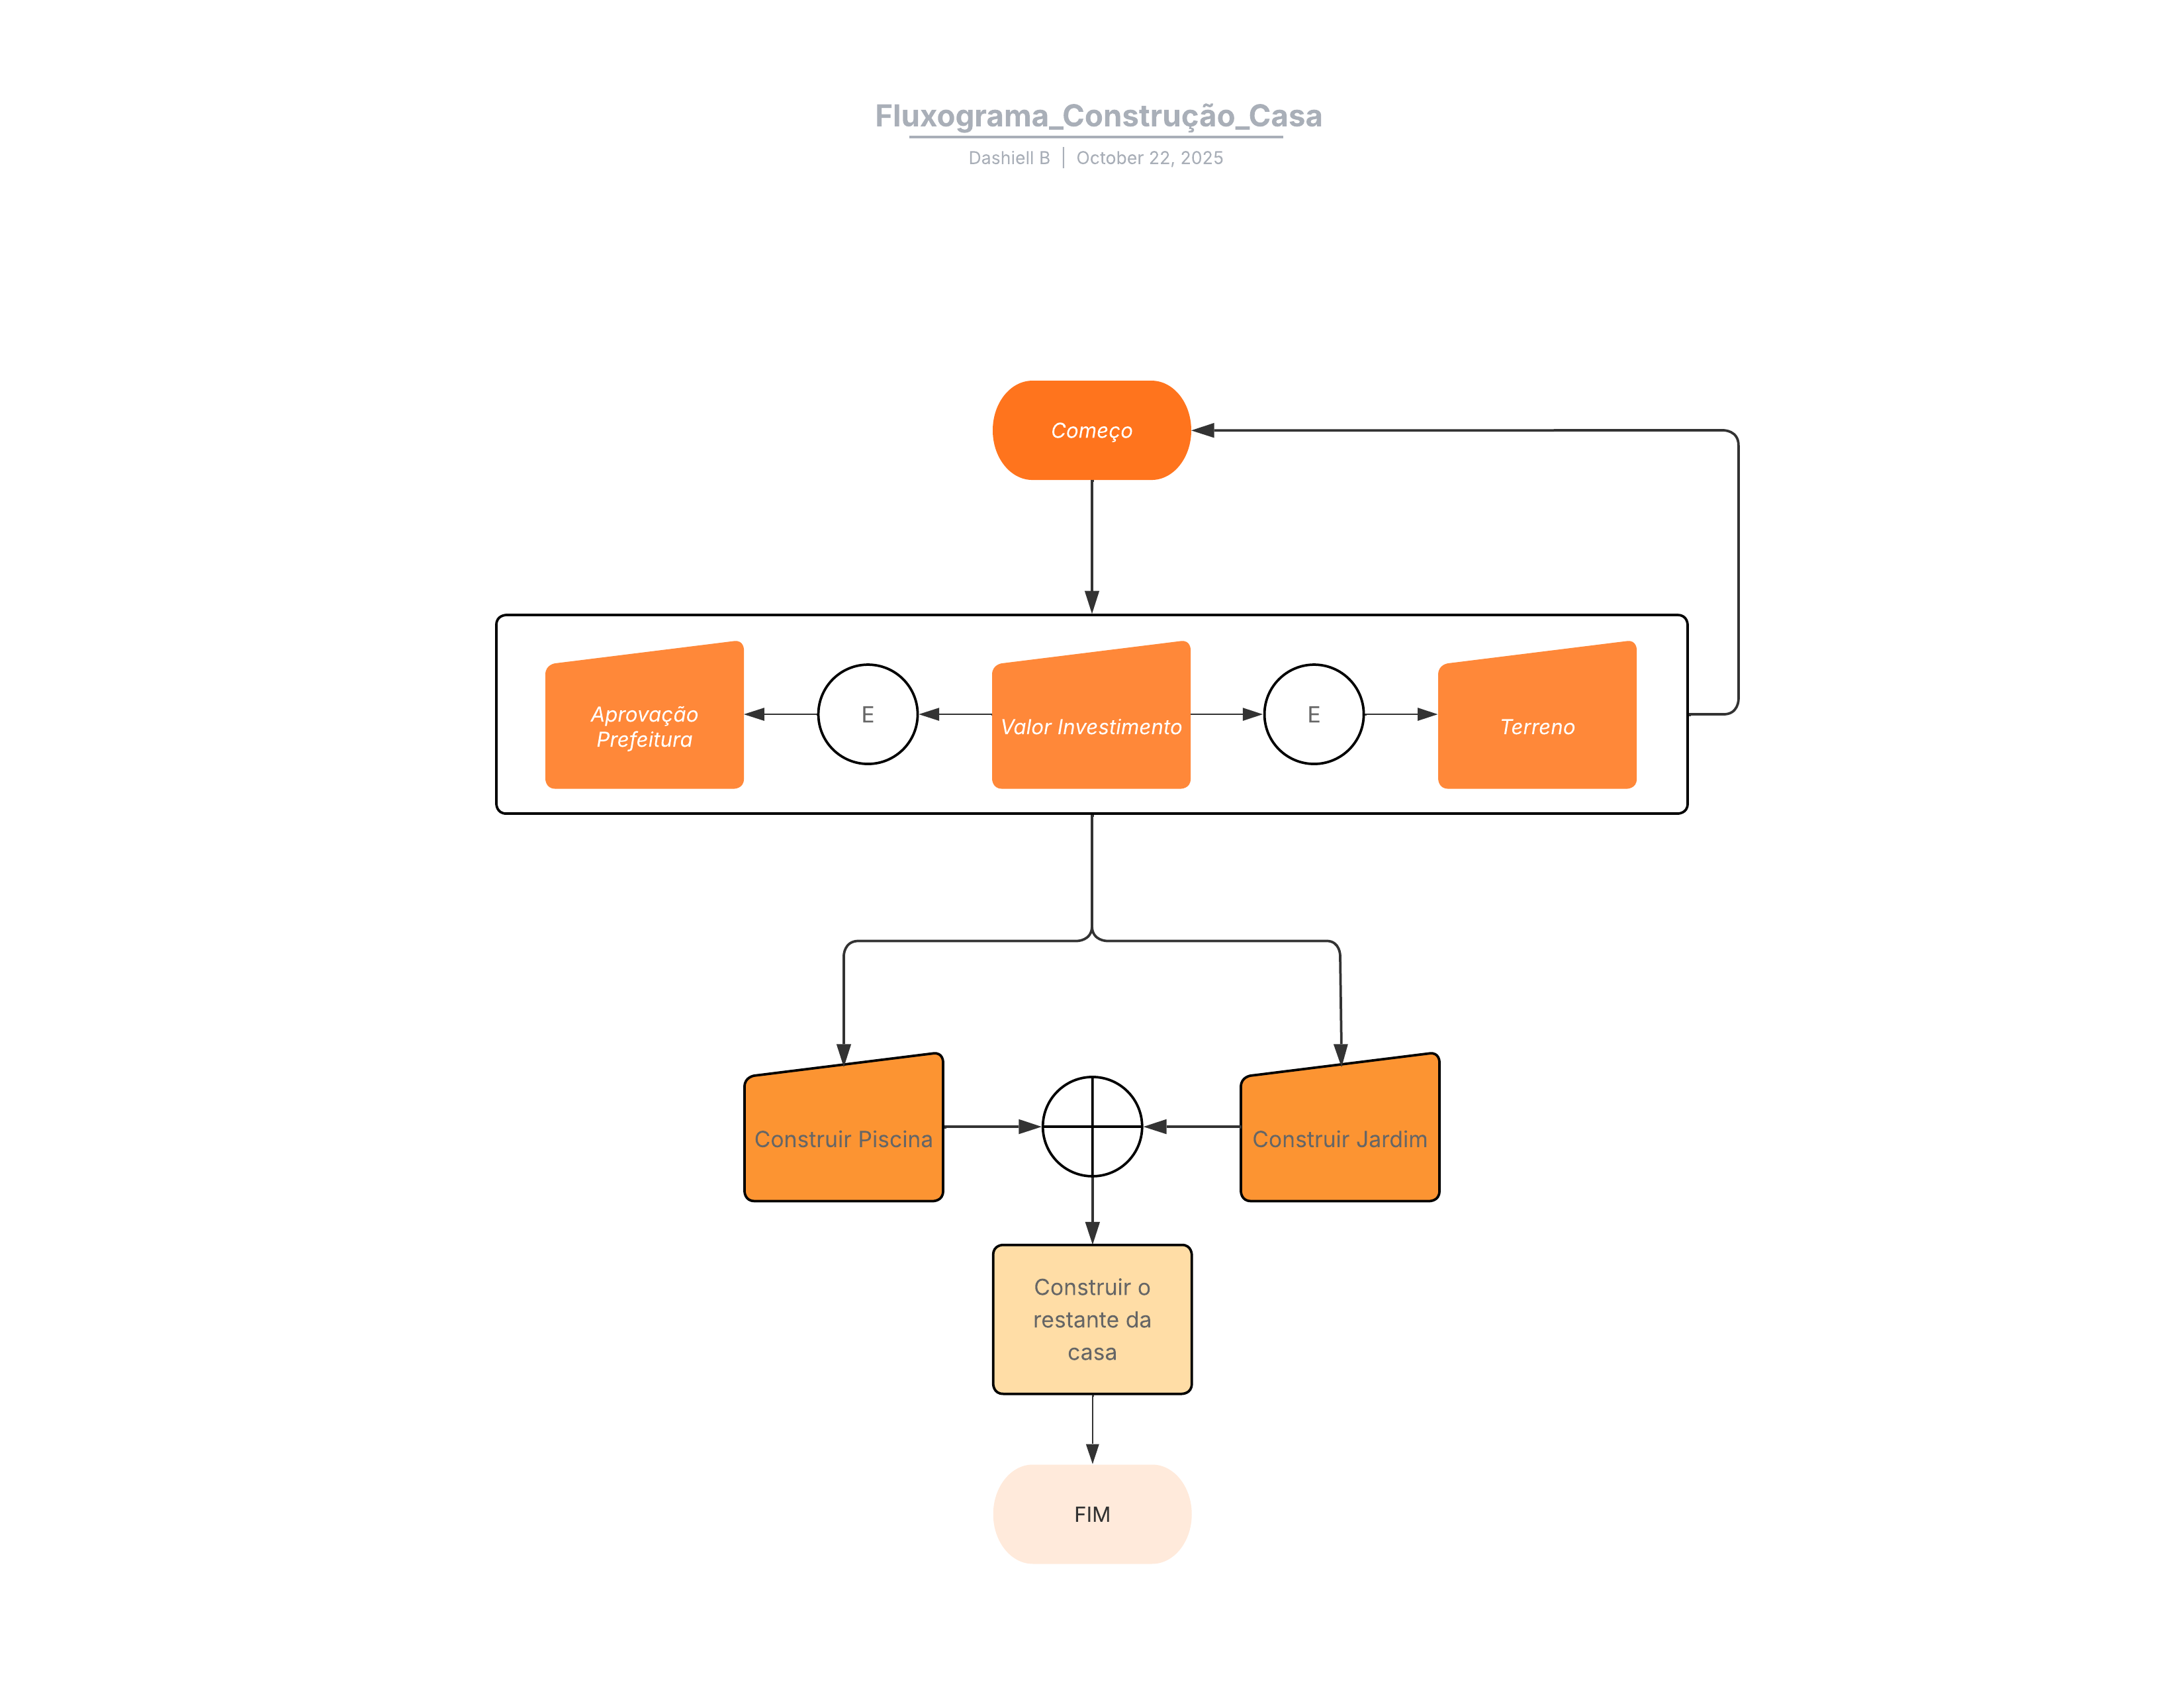 Fluxograma_Construção_Casa
Dashiell B | October 22, 2025
Começo
Aprovação
Prefeitura
E
Valor Investimento
E
Terreno
Construir Piscina
Construir Jardim
Construir o
restante da
casa
FIM